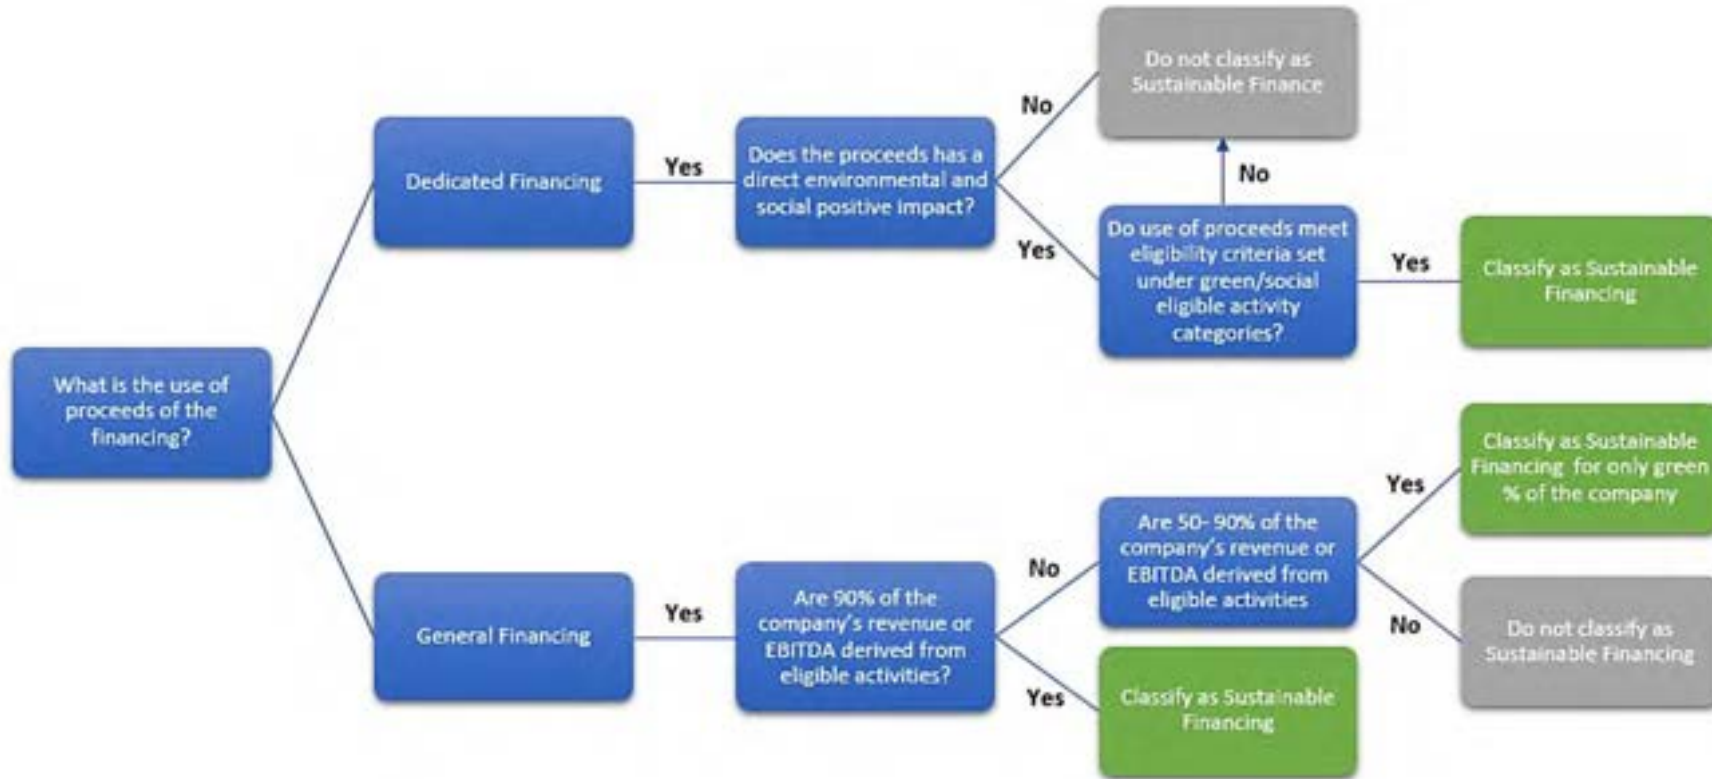 What is the use of
proceeds of the
financing?
Dedicated Financing
Yes
Does the proceeds has a
direct environmental and
social positive impact?
No
Do not classify as
Sustainable Finance
No
Yes
Do use of proceeds meet
eligibility criteria set
under green/social
eligible activity
categories?
Yes
Classify as Sustainable
Financing
General Financing
Yes
Are 90% of the
company's revenue or
EBITDA derived from
eligible activities?
No
Are 50- 90% of the
company's revenue or
EBITDA derived from
eligible activities
Yes
Classify as Sustainable
Financing for only green
% of the company
No
Do not classify as
Sustainable Financing
Yes
Classify as Sustainable
Financing